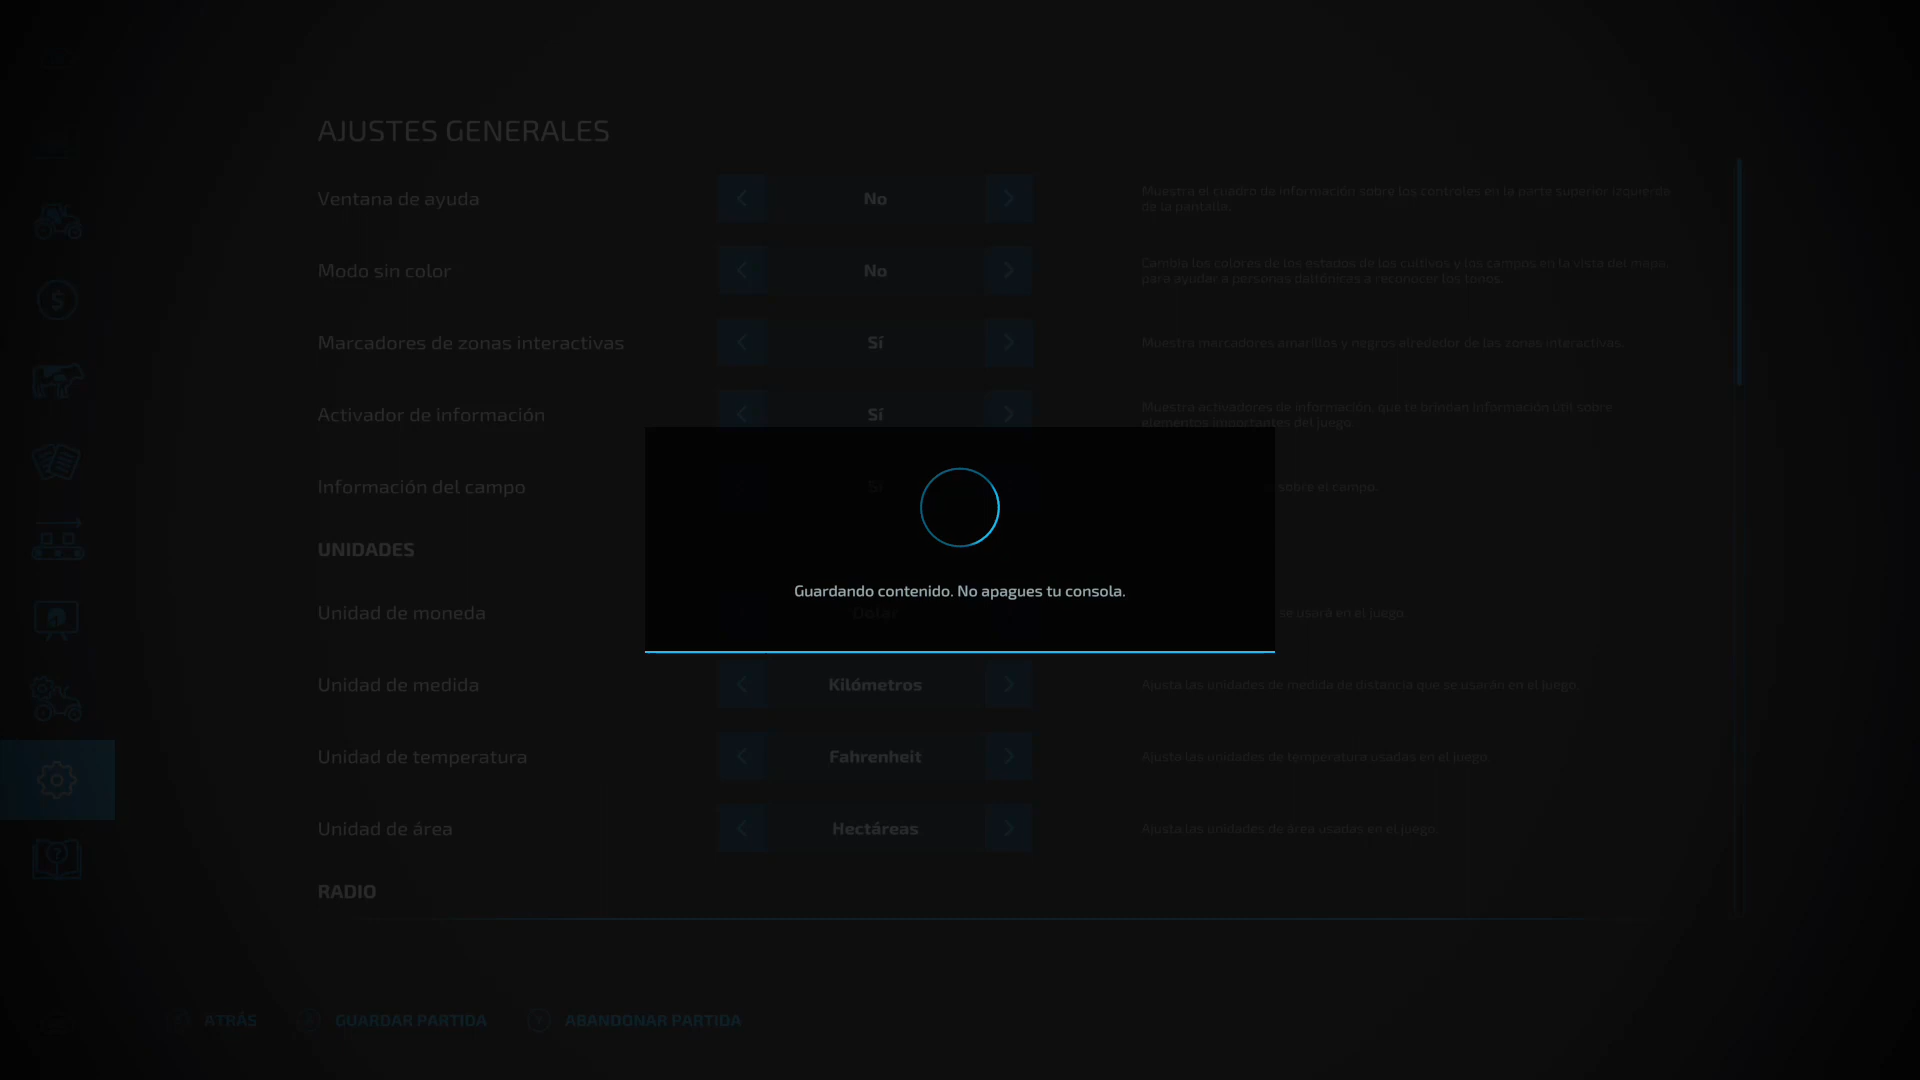 AJUSTES GENERALES
Ventana de ayuda
No
Muestra el cuadro de información sobre los controles en la parte superior izquierda
de la pantalla.
Modo sin color
No
Cambia los colores de los estados de los cultivos y los campos en la vista del mapa,
para ayudar a personas daltónicas a reconocer los tonos.
Marcadores de zonas interactivas
Sí
Muestra marcadores amarillos y negros alrededor de las zonas interactivas.
Activador de información
Sí
Muestra activadores de información, que te brindan información útil sobre
elementos importantes del juego.
Información del campo
Sí
sobre el campo.
Guardando contenido. No apagues tu consola.
UNIDADES
Unidad de moneda
Dólar
se usará en el juego.
Unidad de medida
Kilómetros
Ajusta las unidades de medida de distancia que se usarán en el juego.
Unidad de temperatura
Fahrenheit
Ajusta las unidades de temperatura usadas en el juego.
Unidad de área
Hectáreas
Ajusta las unidades de área usadas en el juego.
RADIO
ATRÁS
GUARDAR PARTIDA
ABANDONAR PARTIDA